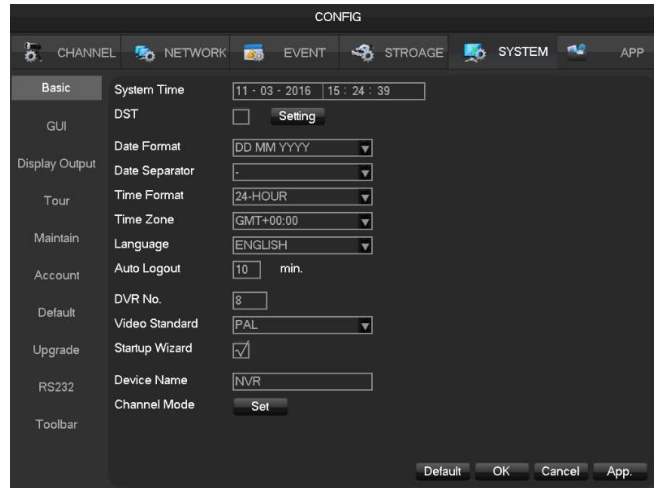 CONFIG
CHANNEL NETWORK EVENT STROAGE SYSTEM APP
Basic
GUI
Display Output
Tour
Maintain
Account
Default
Upgrade
RS232
Toolbar
System Time 11 - 03 - 2016 15 : 24 : 39
DST Setting
Date Format DD MM YYYY
Date Separator -
Time Format 24-HOUR
Time Zone GMT+00:00
Language ENGLISH
Auto Logout 10 min.
DVR No. 8
Video Standard PAL
Startup Wizard
Device Name NVR
Channel Mode Set
Default OK Cancel App.